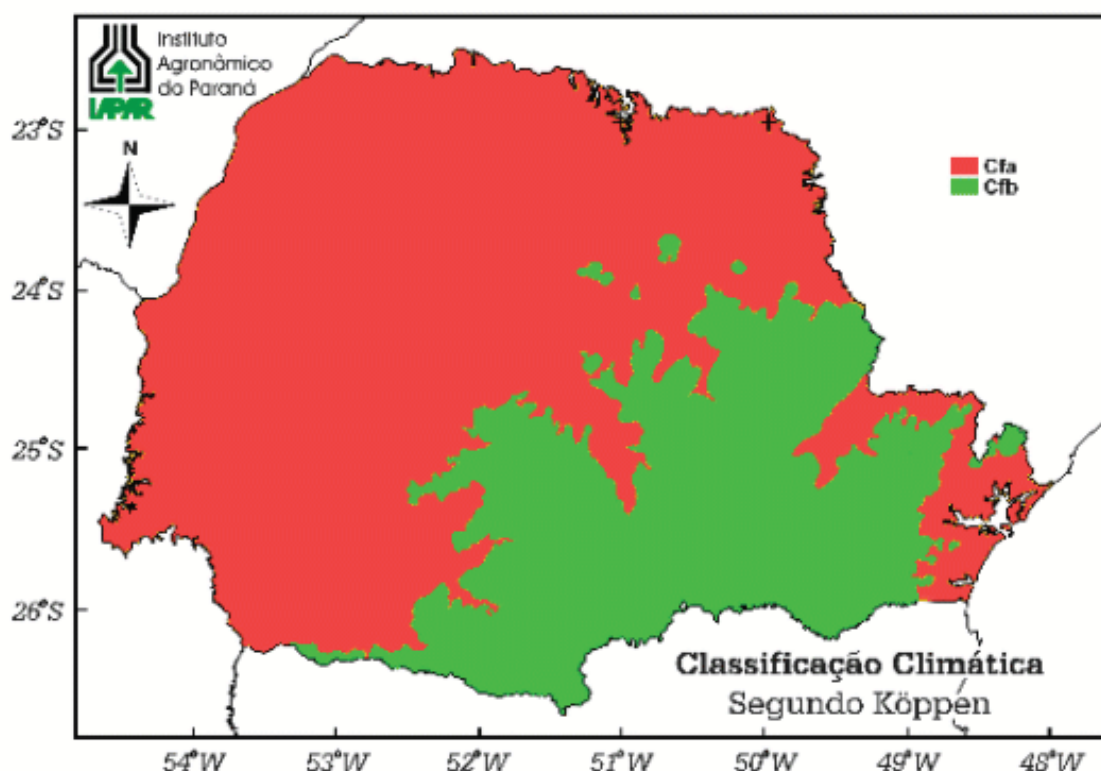 Instituto
Agronômico
do Paraná
IAPAR
N
Cfa
Cfb
23°S
24°S
25°S
26°S
Classificação Climática
Segundo Köppen
54°W
53°W
52°W
51°W
50°W
49°W
48°W